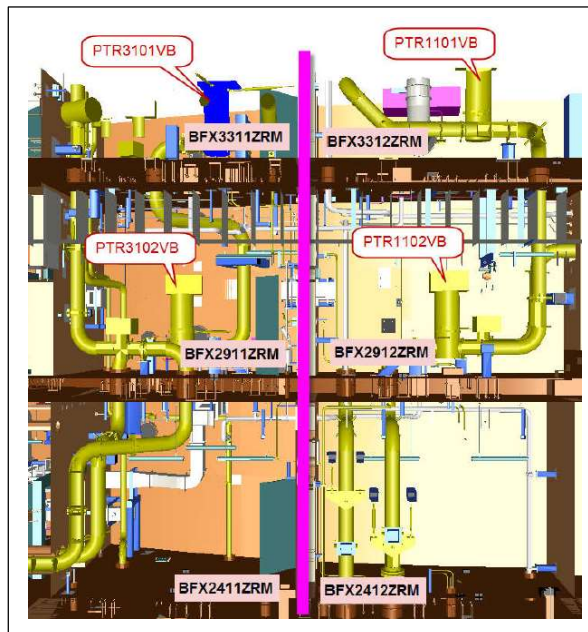 PTR3101VB
PTR1101VB
BFX3311ZRM
BFX3312ZRM
PTR3102VB
PTR1102VB
BFX2911ZRM
BFX2912ZRM
BFX2411ZRM
BFX2412ZRM